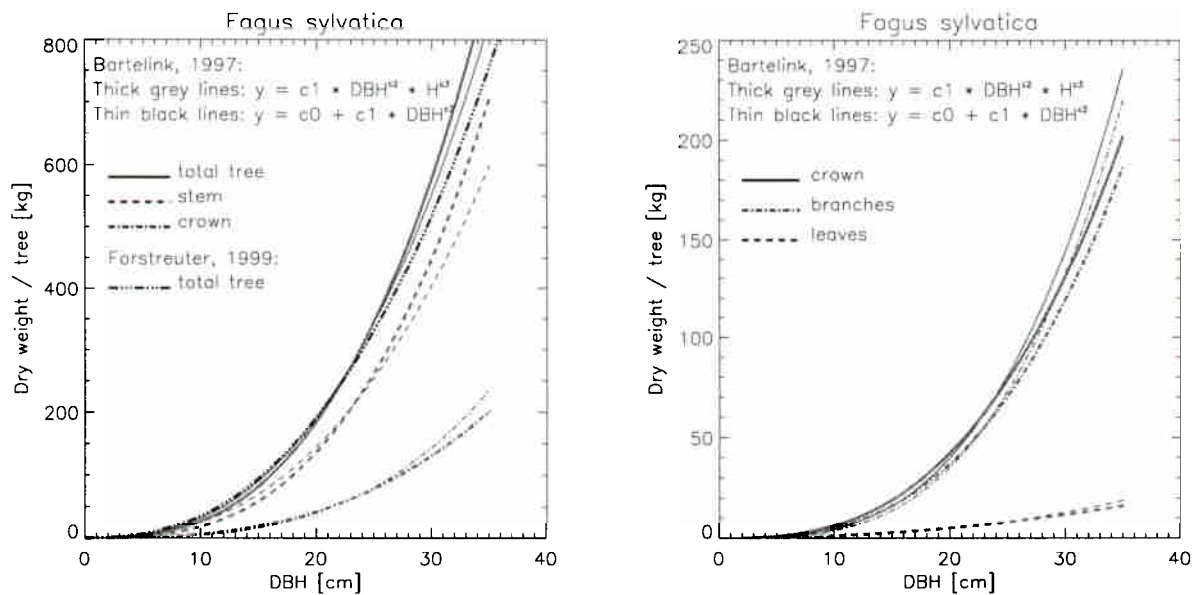 Fagus sylvatica
Bartelink, 1997:
Thick grey lines: y = c1 * DBH^c2 * H^c3
Thin black lines: y = c0 + c1 * DBH^c2
total tree
stem
crown
Forstreuter, 1999:
total tree
Dry weight / tree [kg]
800
600
400
200
0
0 10 20 30 40
DBH [cm]
Fagus sylvatica
Bartelink, 1997:
Thick grey lines: y = c1 * DBH^c2 * H^c3
Thin black lines: y = c0 + c1 * DBH^c2
crown
branches
leaves
Dry weight / tree [kg]
250
200
150
100
50
0
0 10 20 30 40
DBH [cm]